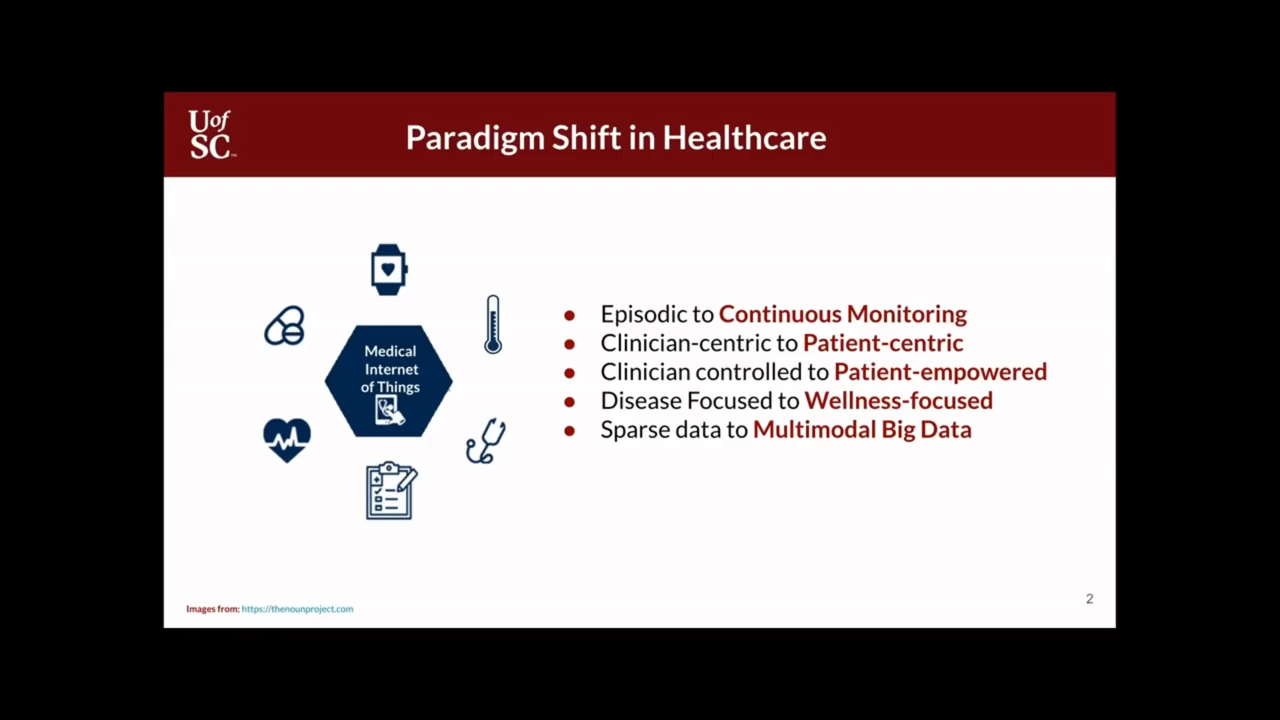 Uof
SC™
Paradigm Shift in Healthcare
Medical
Internet
of Things
● Episodic to Continuous Monitoring
● Clinician-centric to Patient-centric
● Clinician controlled to Patient-empowered
● Disease Focused to Wellness-focused
● Sparse data to Multimodal Big Data
Images from: https://thenounproject.com
2